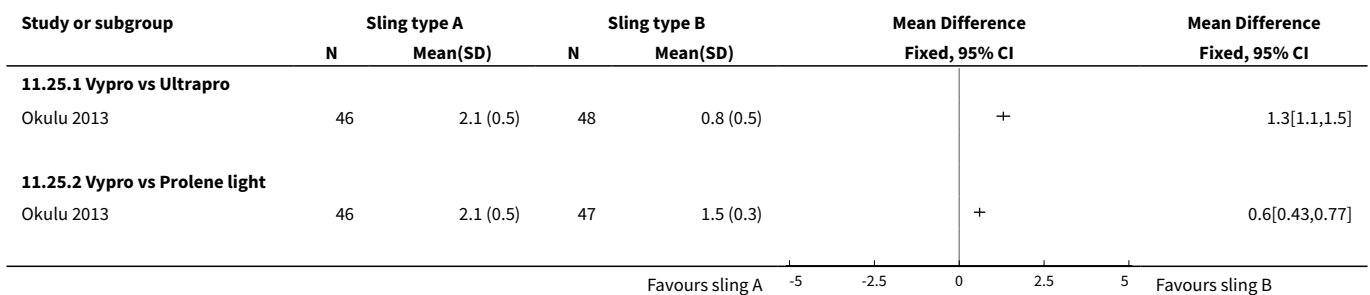 Study or subgroup Sling type A Sling type B Mean Difference Mean Difference
N Mean(SD) N Mean(SD) Fixed, 95% CI Fixed, 95% CI
11.25.1 Vypro vs Ultrapro
Okulu 2013 46 2.1 (0.5) 48 0.8 (0.5) 1.3[1.1,1.5]
11.25.2 Vypro vs Prolene light
Okulu 2013 46 2.1 (0.5) 47 1.5 (0.3) 0.6[0.43,0.77]
Favours sling A -5 -2.5 0 2.5 5 Favours sling B